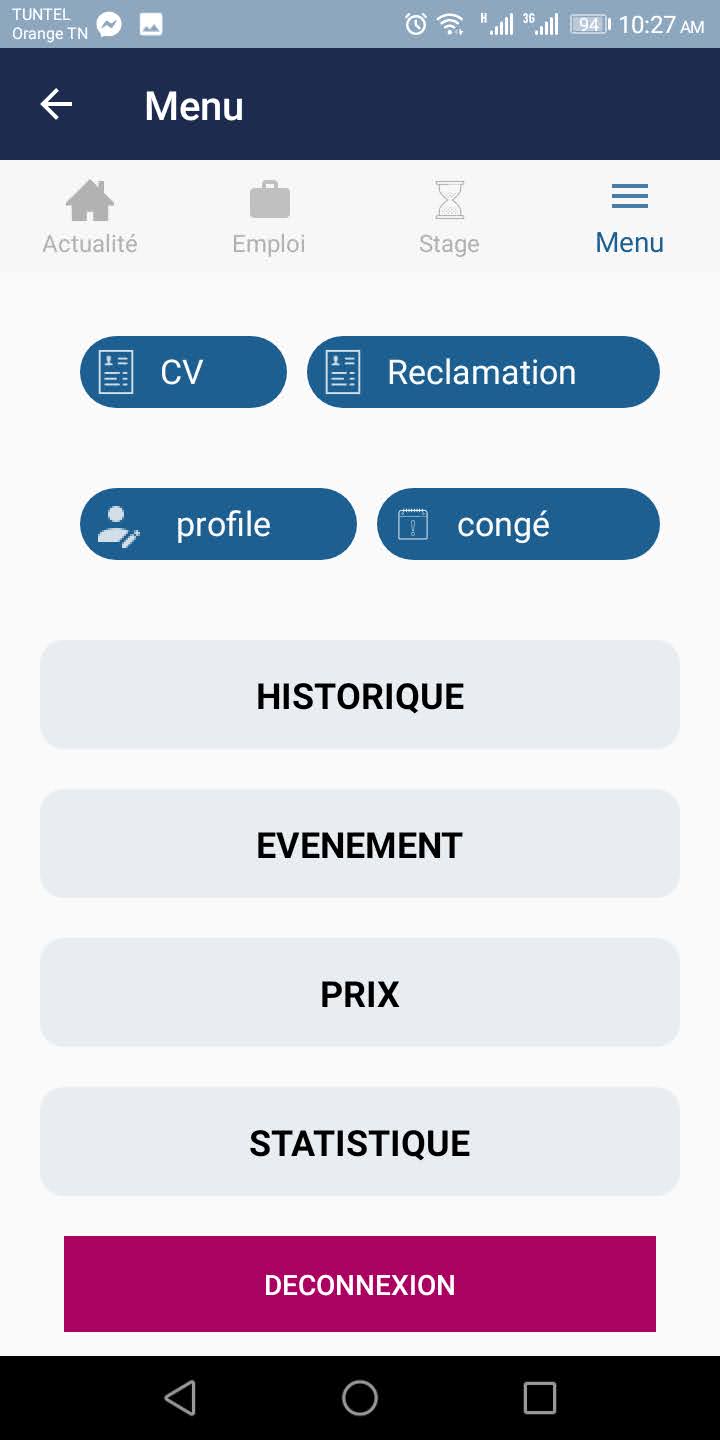 TUNTEL
Orange TN
H 3G 94 10:27 AM
Menu
Actualité Emploi Stage Menu
CV Reclamation
profile congé
HISTORIQUE
EVENEMENT
PRIX
STATISTIQUE
DECONNEXION